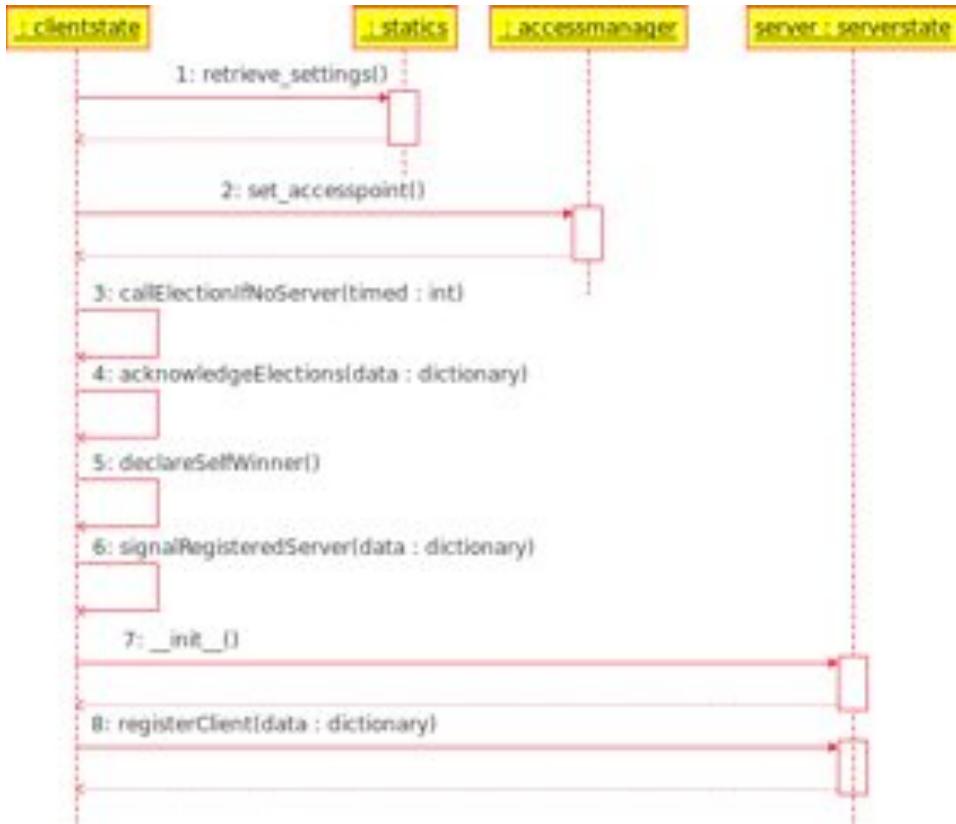 : clientstate
: statics
: accessmanager
server : serverstate
1: retrieve_settings()
2: set_accesspoint()
3: callElectionIfNoServer(timed : int)
4: acknowledgeElections(data : dictionary)
5: declareSelfWinner()
6: signalRegisteredServer(data : dictionary)
7: __init__()
8: registerClient(data : dictionary)